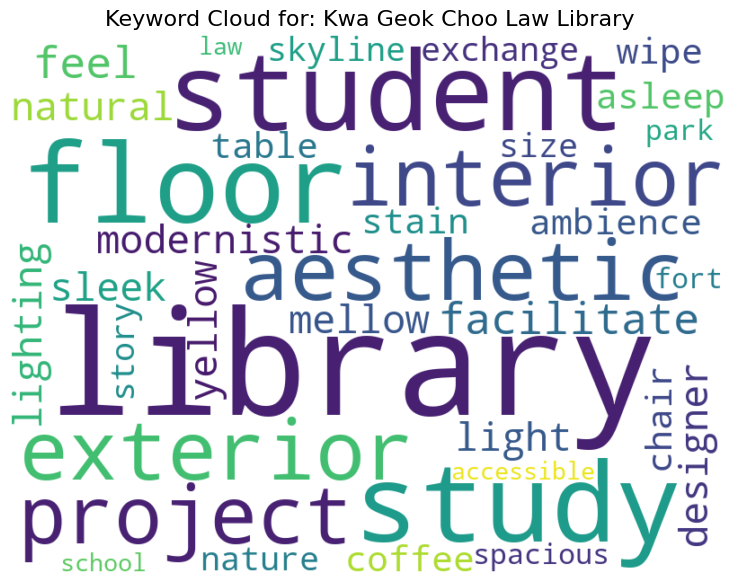 Keyword Cloud for: Kwa Geok Choo Law Library
law skyline exchange wipe
feel student asleep
natural park
floor table interior size
stain ambience
modernistic aesthetic
sleek fort
lighting story yellow mellow facilitate
library
exterior light chair designer
accessible
project study
school nature coffee spacious